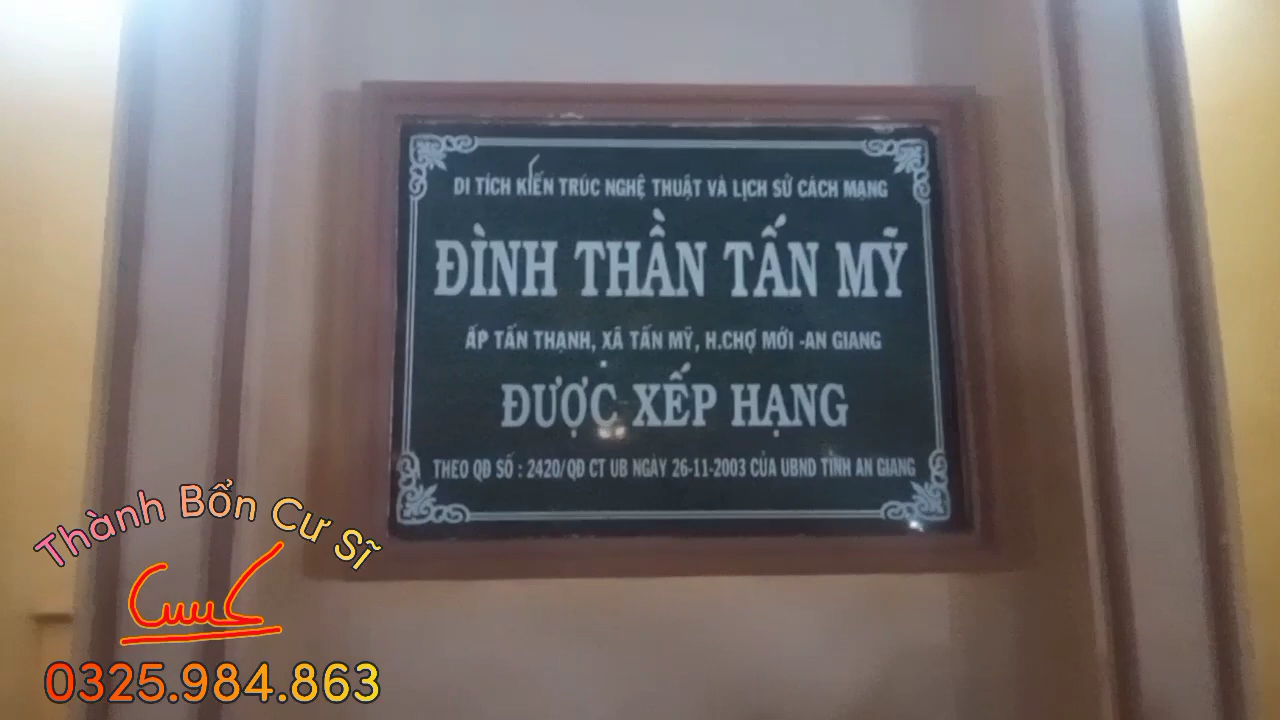 DI TÍCH KIẾN TRÚC NGHỆ THUẬT VÀ LỊCH SỬ CÁCH MẠNG
ĐÌNH THẦN TẤN MỸ
ẤP TẤN THẠNH, XÃ TẤN MỸ, H.CHỢ MỚI -AN GIANG
ĐƯỢC XẾP HẠNG
THEO QĐ SỐ : 2420/QĐ CT UB NGÀY 26-11-2003 CỦA UBND TỈNH AN GIANG
Thành Bổn Cư Sĩ
0325.984.863